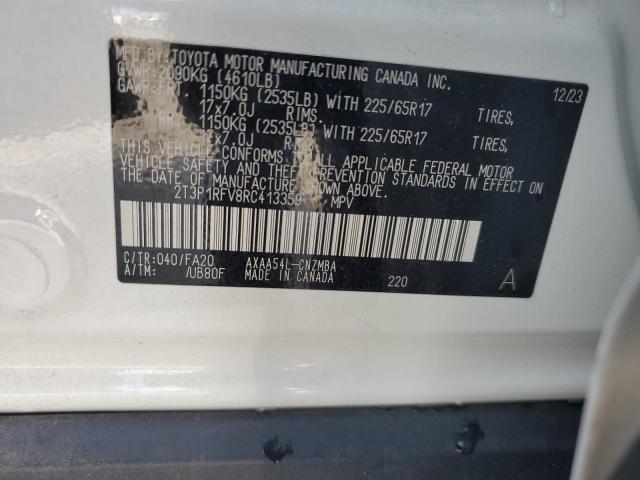 MFD.BY:TOYOTA MOTOR MANUFACTURING CANADA INC.
GVWR:2090KG (4610LB) 12/23
GAWR:FRT. 1150KG (2535LB) WITH 225/65R17 TIRES,
17x7.0J RIMS.
RR. 1150KG (2535LB) WITH 225/65R17 TIRES,
17x7.0J
THIS VEHICLE CONFORMS TO ALL APPLICABLE FEDERAL MOTOR
VEHICLE SAFETY AND THEFT PREVENTION STANDARDS IN EFFECT ON
THE DATE OF MANUFACTURE SHOWN ABOVE.
2T3P1RFV8RC413359 MPV
C/TR:040/FA20 AXAA54L-CNZMBA
A/TM: /UB80F MADE IN CANADA 220 A